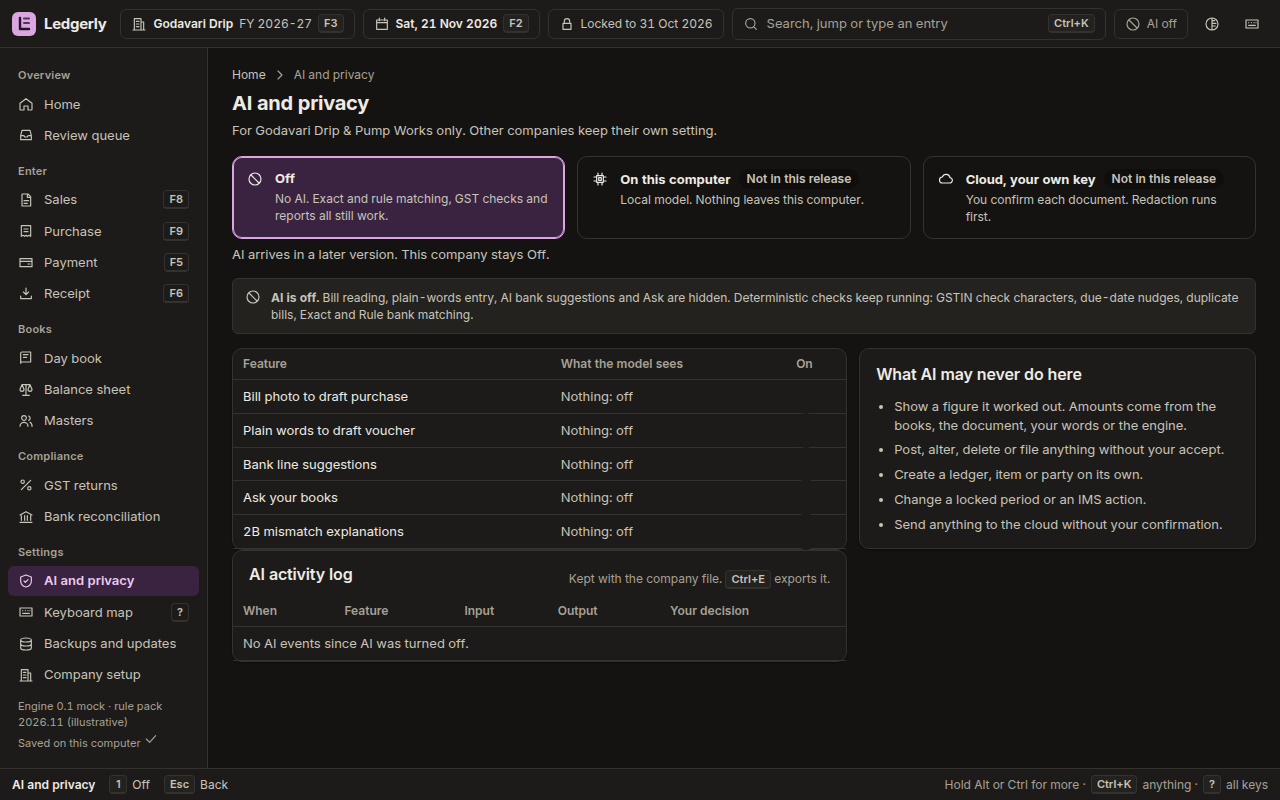 Ledgerly
Godavari Drip FY 2026-27 F3
Sat, 21 Nov 2026 F2
Locked to 31 Oct 2026
Search, jump or type an entry Ctrl+K
AI off
Overview
Home
Review queue
Enter
Sales F8
Purchase F9
Payment F5
Receipt F6
Books
Day book
Balance sheet
Masters
Compliance
GST returns
Bank reconciliation
Settings
AI and privacy
Keyboard map ?
Backups and updates
Company setup
Engine 0.1 mock · rule pack
2026.11 (illustrative)
Saved on this computer
Home AI and privacy
AI and privacy
For Godavari Drip & Pump Works only. Other companies keep their own setting.
Off
No AI. Exact and rule matching, GST checks and
reports all still work.
On this computer Not in this release
Local model. Nothing leaves this computer.
Cloud, your own key Not in this release
You confirm each document. Redaction runs
first.
AI arrives in a later version. This company stays Off.
AI is off. Bill reading, plain-words entry, AI bank suggestions and Ask are hidden. Deterministic checks keep running: GSTIN check characters, due-date nudges, duplicate
bills, Exact and Rule bank matching.
Feature What the model sees On
Bill photo to draft purchase Nothing: off
Plain words to draft voucher Nothing: off
Bank line suggestions Nothing: off
Ask your books Nothing: off
2B mismatch explanations Nothing: off
What AI may never do here
• Show a figure it worked out. Amounts come from the
books, the document, your words or the engine.
• Post, alter, delete or file anything without your accept.
• Create a ledger, item or party on its own.
• Change a locked period or an IMS action.
• Send anything to the cloud without your confirmation.
AI activity log Kept with the company file. Ctrl+E exports it.
When Feature Input Output Your decision
No AI events since AI was turned off.
AI and privacy 1 Off Esc Back
Hold Alt or Ctrl for more · Ctrl+K anything · ? all keys